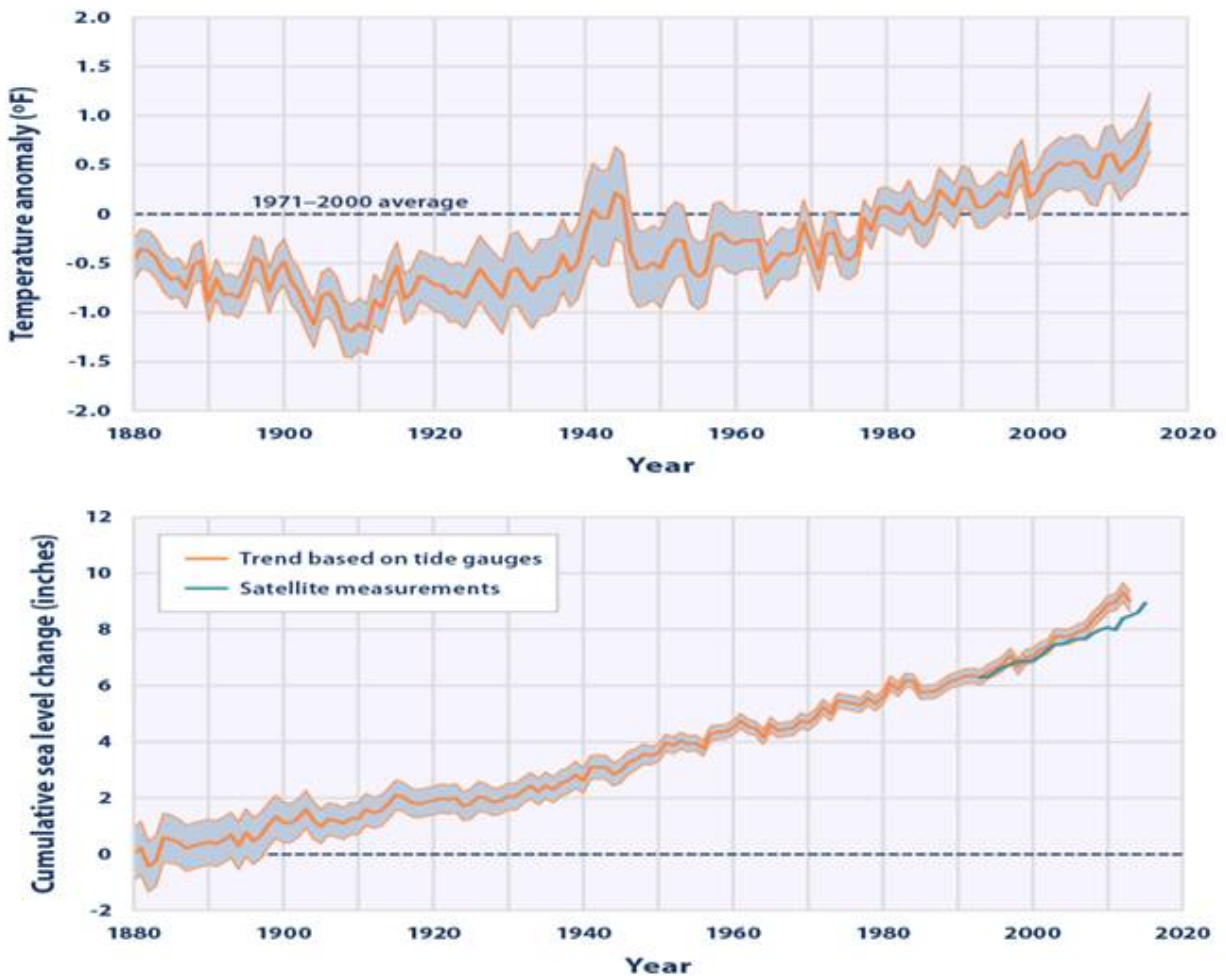 2.0
1.5
1.0
0.5
0
-0.5
-1.0
-1.5
-2.0
Temperature anomaly (ºF)
1971–2000 average
1880 1900 1920 1940 1960 1980 2000 2020
Year
12
10
8
6
4
2
0
-2
Cumulative sea level change (inches)
Trend based on tide gauges
Satellite measurements
1880 1900 1920 1940 1960 1980 2000 2020
Year